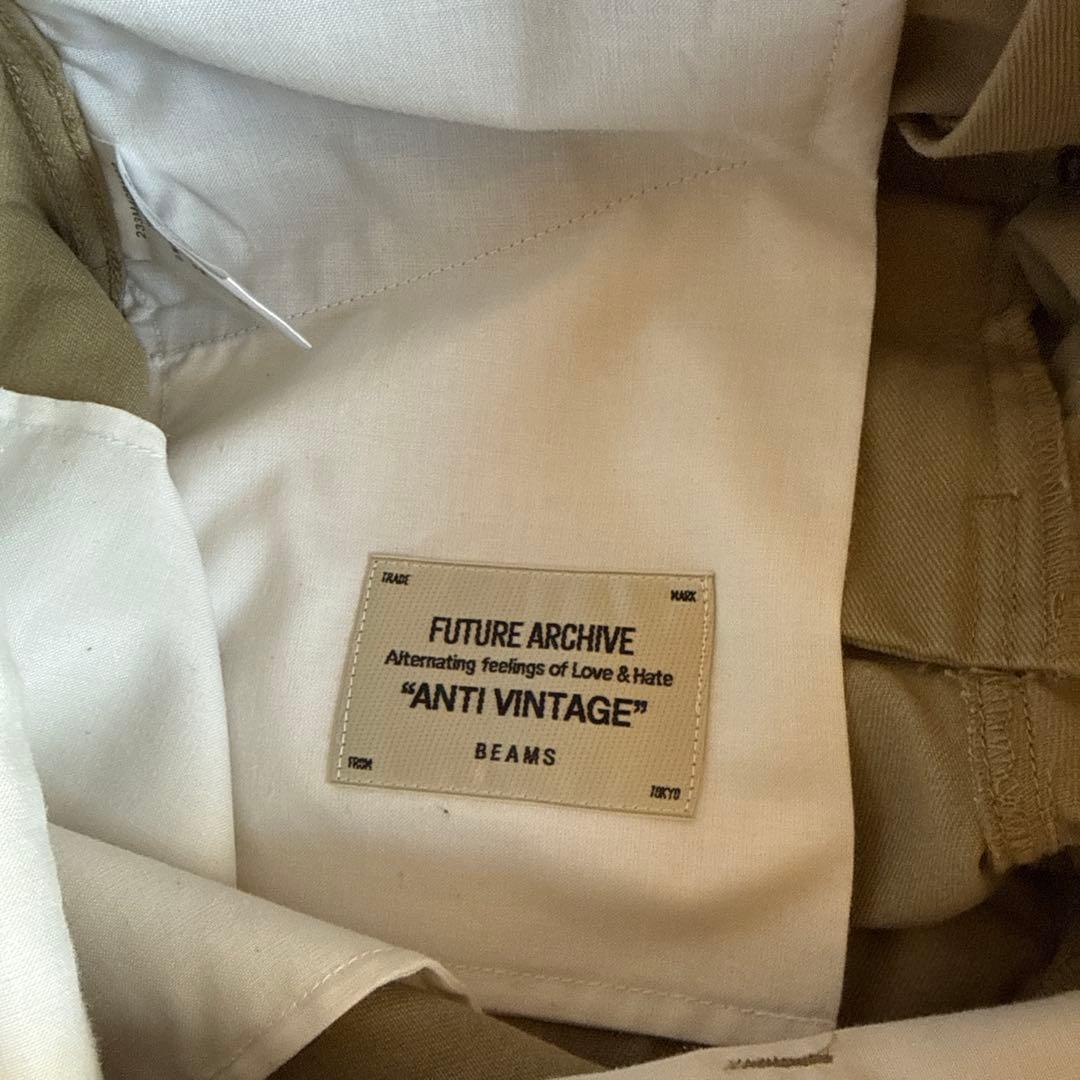 TRADE
MARK
FUTURE ARCHIVE
Alternating feelings of Love & Hate
“ANTI VINTAGE”
BEAMS
FROM
TOKYO